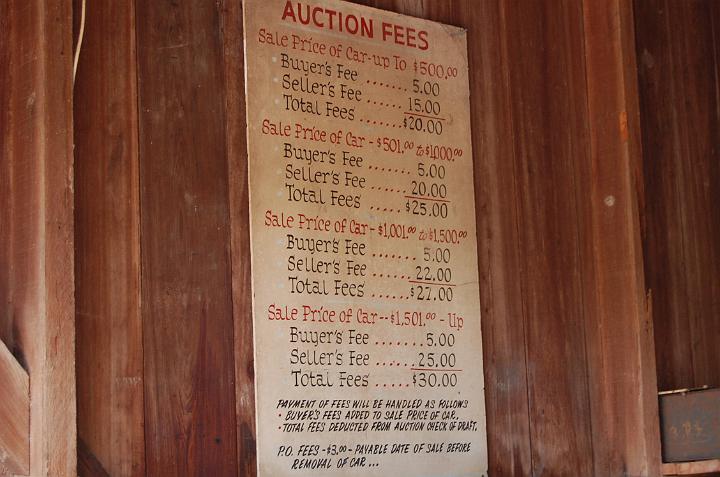 AUCTION FEES
Sale Price of Car-up To $500.00
Buyer's Fee ........ 5.00
Seller's Fee ...... 15.00
Total Fees ......$20.00
Sale Price of Car - $501.00 to $1,000.00
Buyer's Fee ....... 5.00
Seller's Fee ...... 20.00
Total Fees ..... $25.00
Sale Price of Car - $1,001.00 to $1,500.00
Buyer's Fee ....... 5.00
Seller's Fee ...... 22.00
Total Fees ......$27.00
Sale Price of Car--$1,501.00 - Up
Buyer's Fee ...... 5.00
Seller's Fee ..... 25.00
Total Fees .....$30.00
PAYMENT OF FEES WILL BE HANDLED AS FOLLOWS
• BUYER'S FEES ADDED TO SALE PRICE OF CAR,
• TOTAL FEES DEDUCTED FROM AUCTION CHECK OF DRAFT,
P.O. FEES -$3.00 - PAYABLE DATE OF SALE BEFORE
REMOVAL OF CAR ...